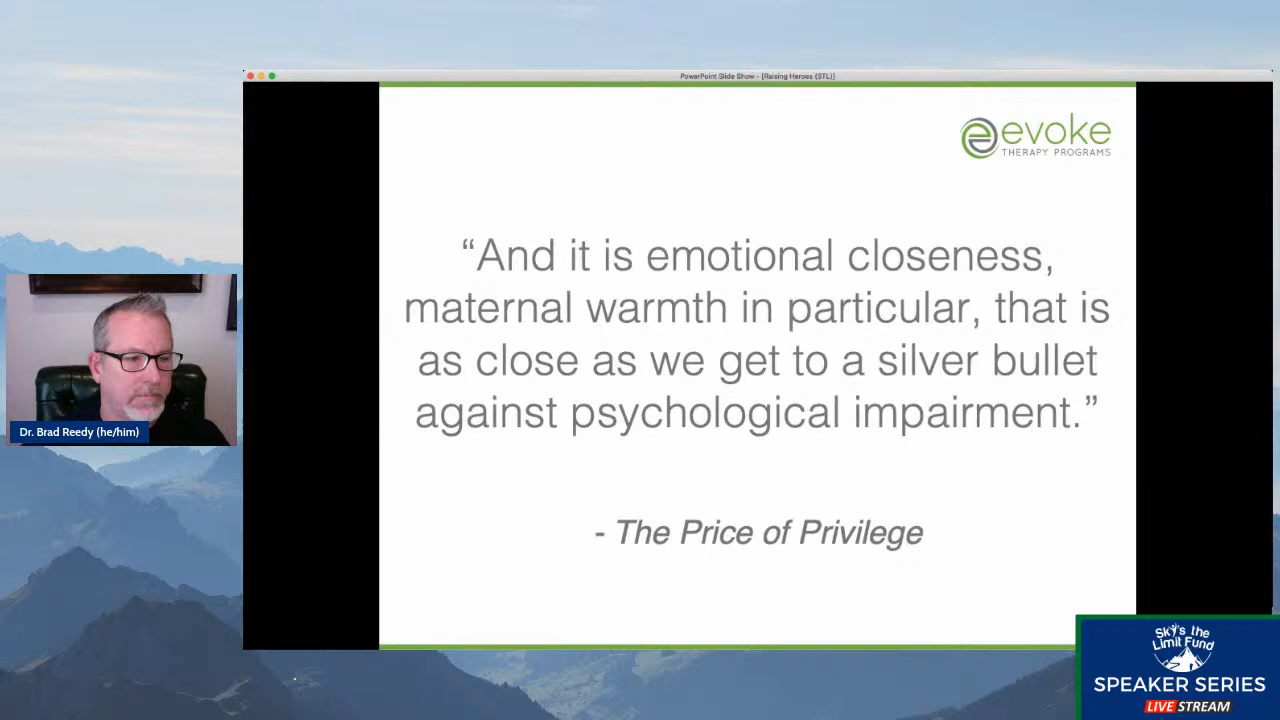 PowerPoint Slide Show - [Raising Heroes (STL)]
evoke
THERAPY PROGRAMS
“And it is emotional closeness,
maternal warmth in particular, that is
as close as we get to a silver bullet
against psychological impairment.”
- The Price of Privilege
Dr. Brad Reedy (he/him)
Sky's the
Limit Fund
SPEAKER SERIES
LIVE STREAM